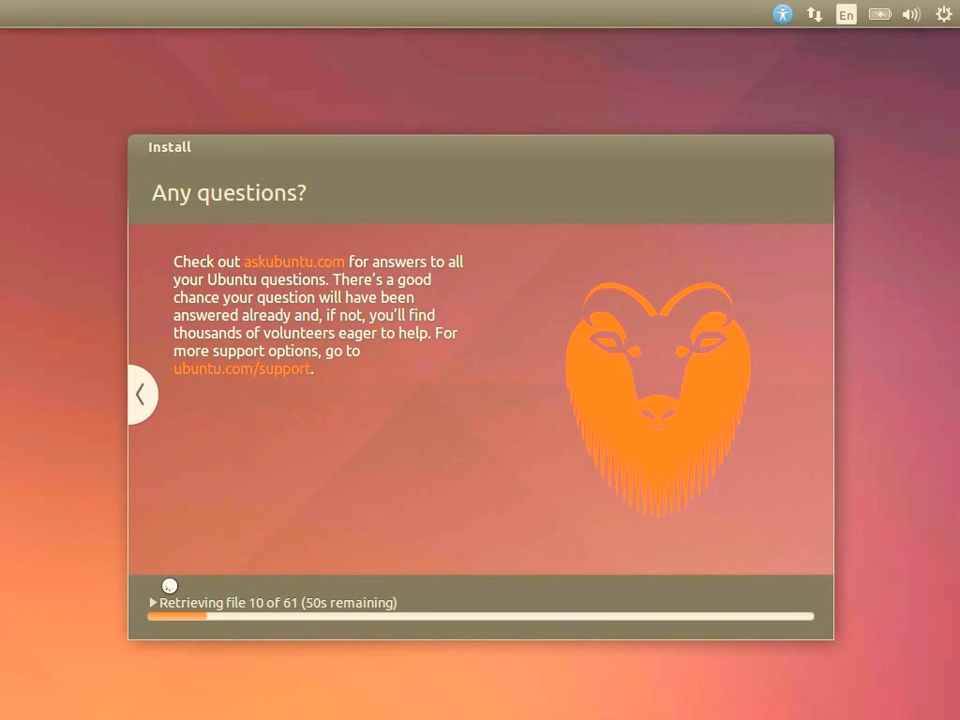 En
Install
Any questions?
Check out askubuntu.com for answers to all
your Ubuntu questions. There's a good
chance your question will have been
answered already and, if not, you'll find
thousands of volunteers eager to help. For
more support options, go to
ubuntu.com/support.
Retrieving file 10 of 61 (50s remaining)